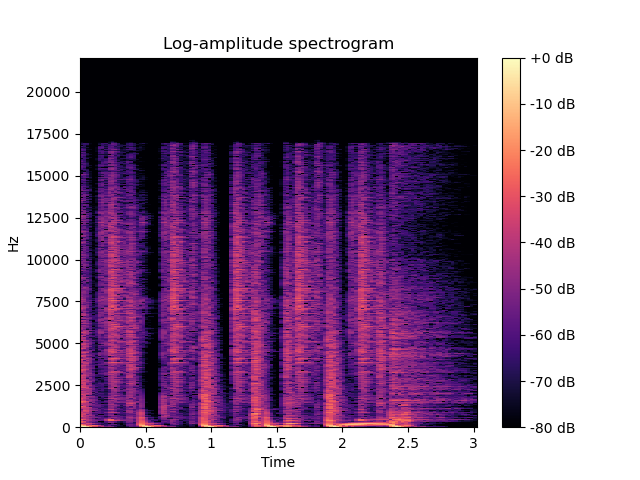 Log-amplitude spectrogram
Hz
20000
17500
15000
12500
10000
7500
5000
2500
0
0 0.5 1 1.5 2 2.5 3
Time
+0 dB
-10 dB
-20 dB
-30 dB
-40 dB
-50 dB
-60 dB
-70 dB
-80 dB